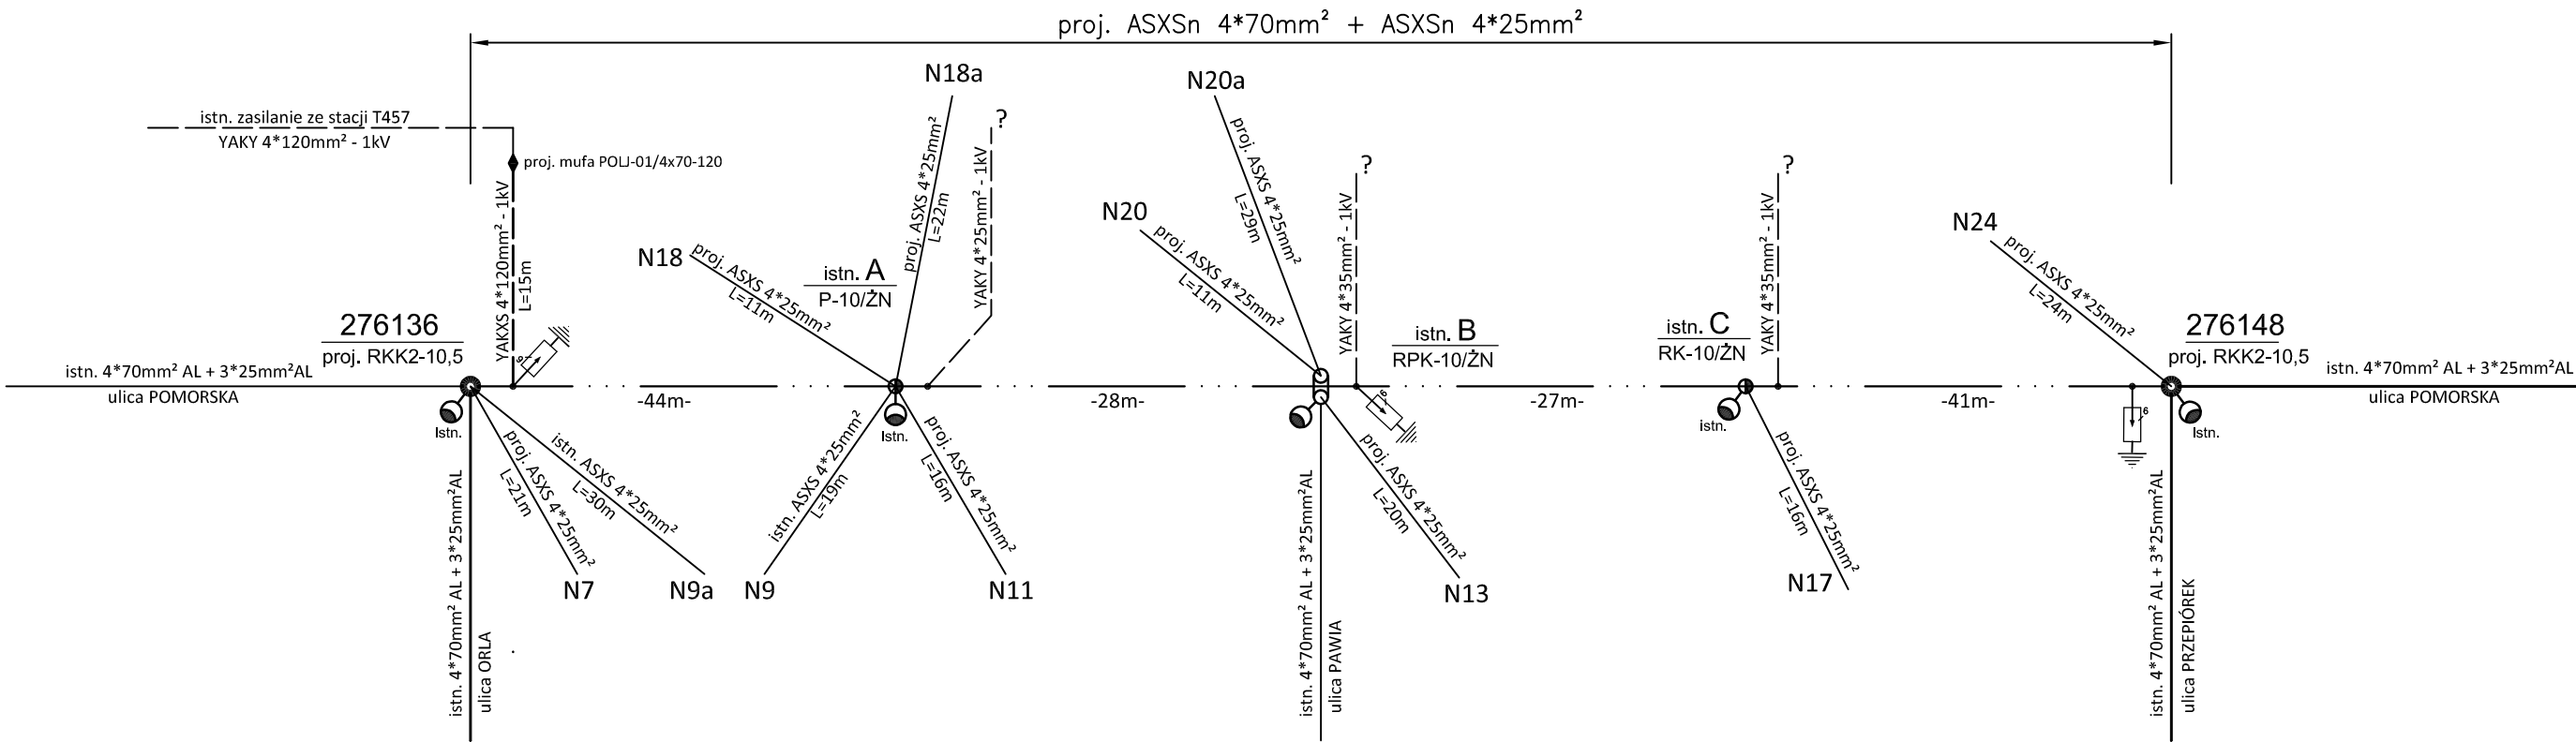 proj. ASXSn 4*70mm² + ASXSn 4*25mm²
istn. zasilanie ze stacji T457
YAKY 4*120mm² - 1kV
proj. mufa POLJ-01/4x70-120
YAKXS 4*120mm² - 1kV
L=15m
276136
proj. RKK2-10,5
istn. 4*70mm² AL + 3*25mm²AL
ulica POMORSKA
Istn.
istn. 4*70mm² AL + 3*25mm²AL
ulica ORLA
proj. ASXS 4*25mm²
L=21m
N7
istn. ASXS 4*25mm²
L=30m
N9a
-44m-
N18
proj. ASXS 4*25mm²
L=11m
istn. A
P-10/ŻN
N18a
proj. ASXS 4*25mm²
L=22m
?
YAKY 4*25mm² - 1kV
Istn.
istn. ASXS 4*25mm²
L=19m
N9
proj. ASXS 4*25mm²
L=16m
N11
-28m-
N20a
proj. ASXS 4*25mm²
L=29m
N20
proj. ASXS 4*25mm²
L=11m
?
YAKY 4*35mm² - 1kV
istn. B
RPK-10/ŻN
6
istn. 4*70mm² AL + 3*25mm²AL
ulica PAWIA
proj. ASXS 4*25mm²
L=20m
N13
-27m-
istn. C
RK-10/ŻN
?
YAKY 4*35mm² - 1kV
istn.
proj. ASXS 4*25mm²
L=16m
N17
-41m-
N24
proj. ASXS 4*25mm²
L=24m
276148
proj. RKK2-10,5
6
Istn.
istn. 4*70mm² AL + 3*25mm²AL
ulica POMORSKA
istn. 4*70mm² AL + 3*25mm²AL
ulica PRZEPIÓREK